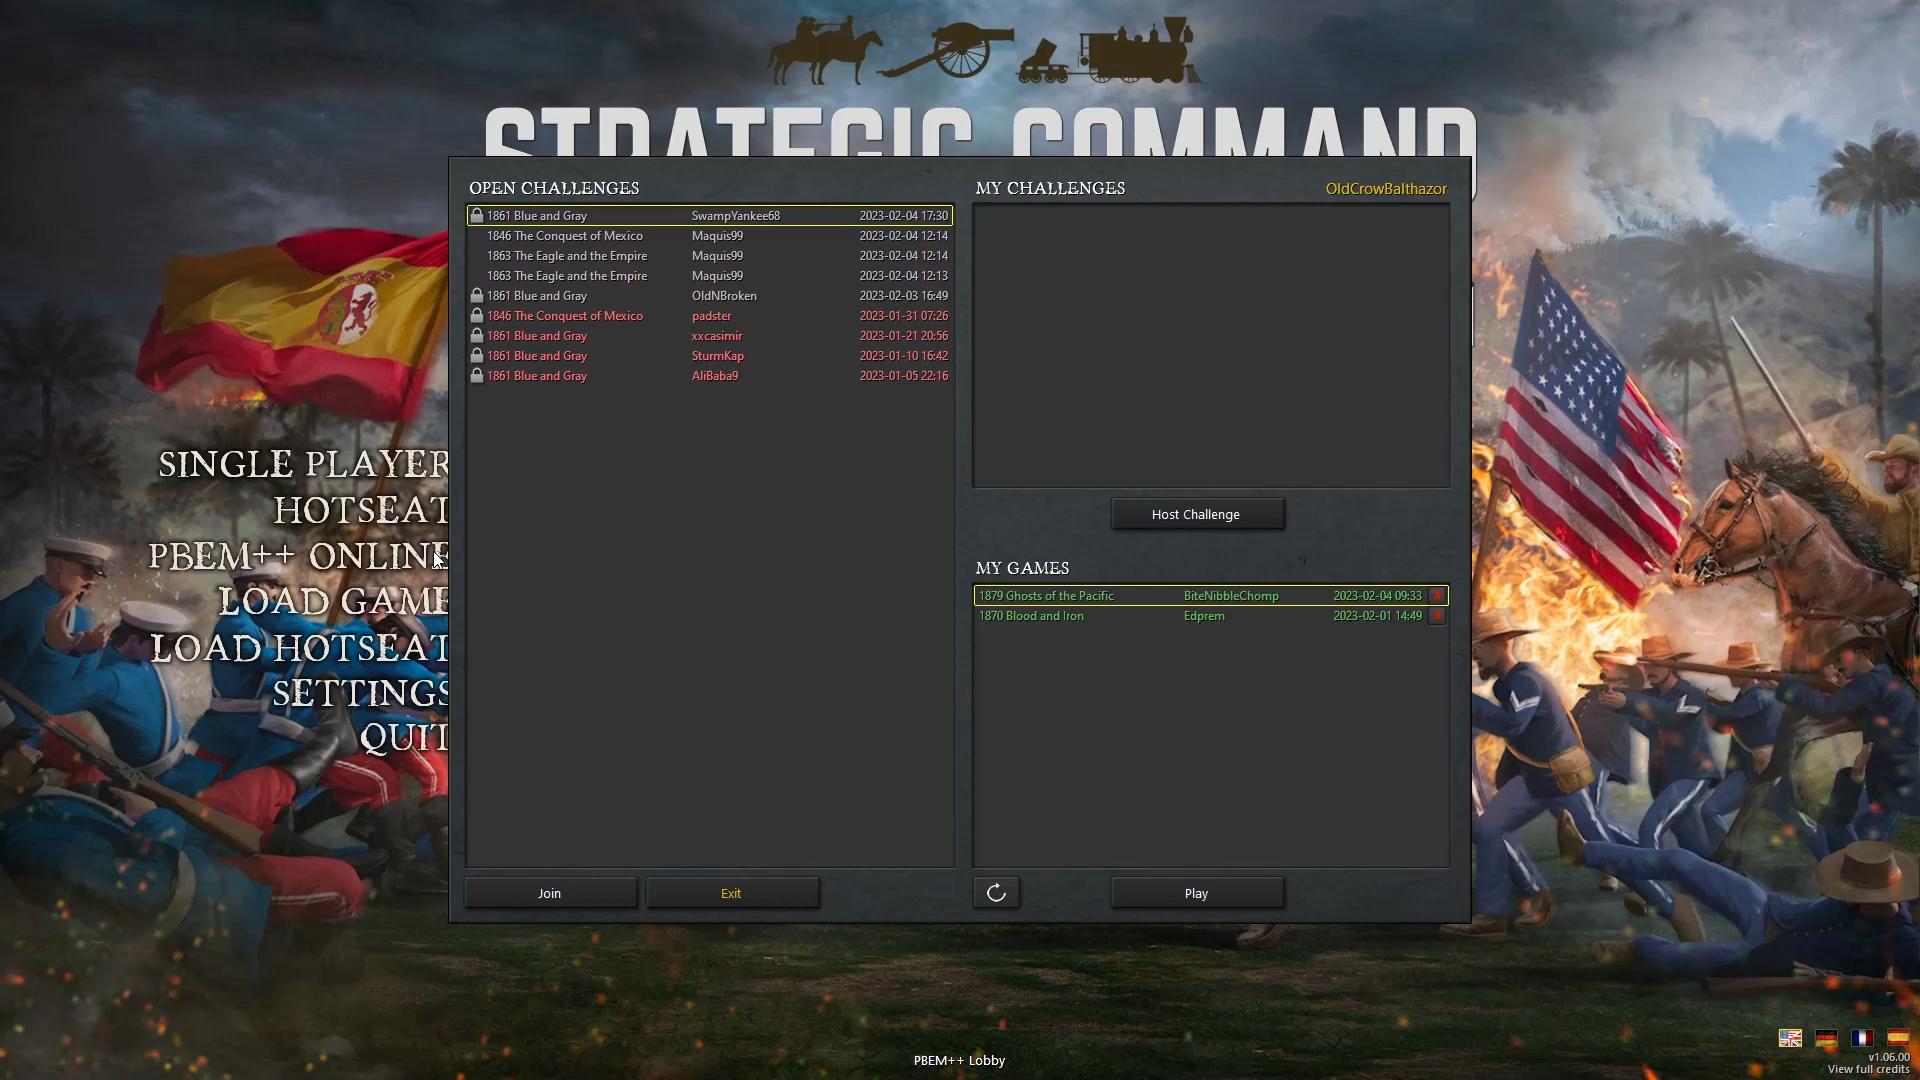 STRATEGIC COMMAND
OPEN CHALLENGES
1861 Blue and Gray SwampYankee68 2023-02-04 17:30
1846 The Conquest of Mexico Maquis99 2023-02-04 12:14
1863 The Eagle and the Empire Maquis99 2023-02-04 12:14
1863 The Eagle and the Empire Maquis99 2023-02-04 12:13
1861 Blue and Gray OldNBroken 2023-02-03 16:49
1846 The Conquest of Mexico padster 2023-01-31 07:26
1861 Blue and Gray xxcasimir 2023-01-21 20:56
1861 Blue and Gray SturmKap 2023-01-10 16:42
1861 Blue and Gray AliBaba9 2023-01-05 22:16
Join Exit
MY CHALLENGES OldCrowBalthazor
Host Challenge
MY GAMES
1879 Ghosts of the Pacific BiteNibbleChomp 2023-02-04 09:33 X
1870 Blood and Iron Edprem 2023-02-01 14:49 X
Play
SINGLE PLAYER
HOTSEAT
PBEM++ ONLINE
LOAD GAME
LOAD HOTSEAT
SETTINGS
QUIT
PBEM++ Lobby
v1.06.00
View full credits